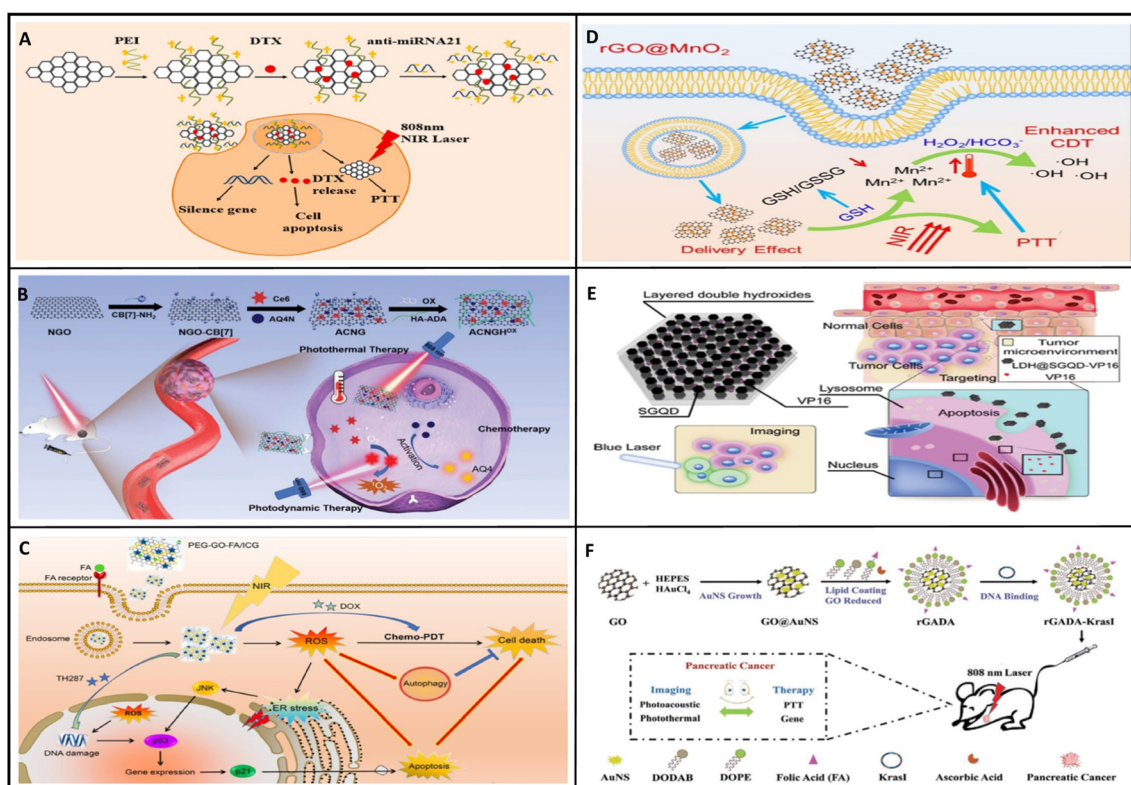 A
PEI
DTX
anti-miRNA21
808nm
NIR Laser
DTX
release
PTT
Silence gene
Cell
apoptosis
B
NGO
CB[7]-NH₂
NGO-CB[7]
Ce6
AQ4N
ACNG
OX
HA-ADA
ACNGHᴼˣ
Photothermal Therapy
Chemotherapy
O₂
Activation
AQ4
¹O₂
Photodynamic Therapy
C
PEG-GO-FA/ICG
FA
FA receptor
NIR
DOX
Endosome
ROS
Chemo-PDT
Cell death
TH287
Autophagy
JNK
ER stress
ROS
DNA damage
p53
Gene expression
p21
Apoptosis
D
rGO@MnO₂
Enhanced
CDT
H₂O₂/HCO₃⁻
·OH
·OH ·OH
Mn²⁺
Mn²⁺ Mn²⁺
GSH/GSSG
GSH
NIR
Delivery Effect
PTT
E
Layered double hydroxides
SGQD
VP16
Imaging
Blue Laser
Normal Cells
Tumor Cells
Targeting
Tumor
microenvironment
LDH@SGQD-VP16
VP16
Lysosome
Apoptosis
Nucleus
F
GO
+ HEPES
HAuCl₄
AuNS Growth
GO@AuNS
Lipid Coating
GO Reduced
rGADA
DNA Binding
rGADA-KrasI
808 nm Laser
Pancreatic Cancer
Imaging
Therapy
Photoacoustic
PTT
Photothermal
Gene
AuNS
DODAB
DOPE
Folic Acid (FA)
KrasI
Ascorbic Acid
Pancreatic Cancer